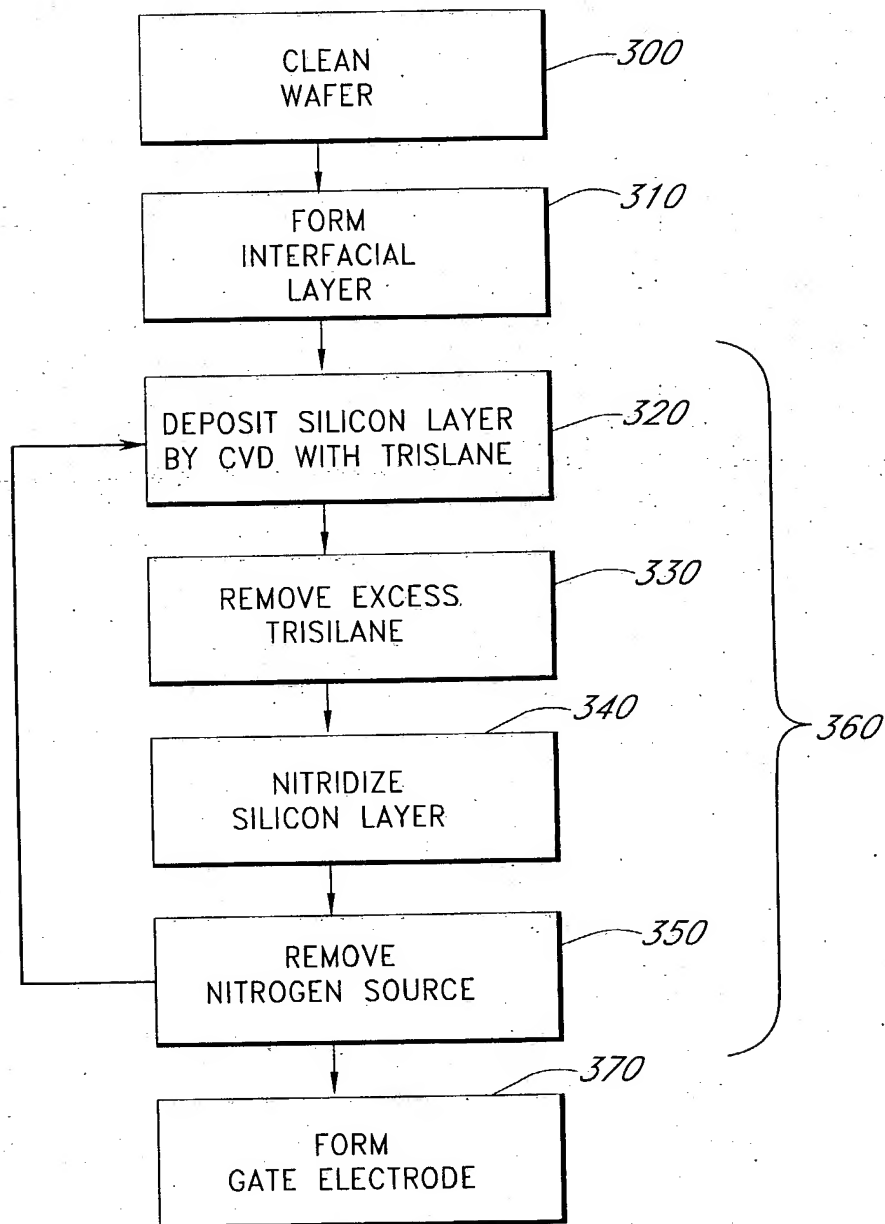 CLEAN
WAFER
300
FORM
INTERFACIAL
LAYER
310
DEPOSIT SILICON LAYER
BY CVD WITH TRISLANE
320
REMOVE EXCESS
TRISILANE
330
NITRIDIZE
SILICON LAYER
340
REMOVE
NITROGEN SOURCE
350
360
FORM
GATE ELECTRODE
370